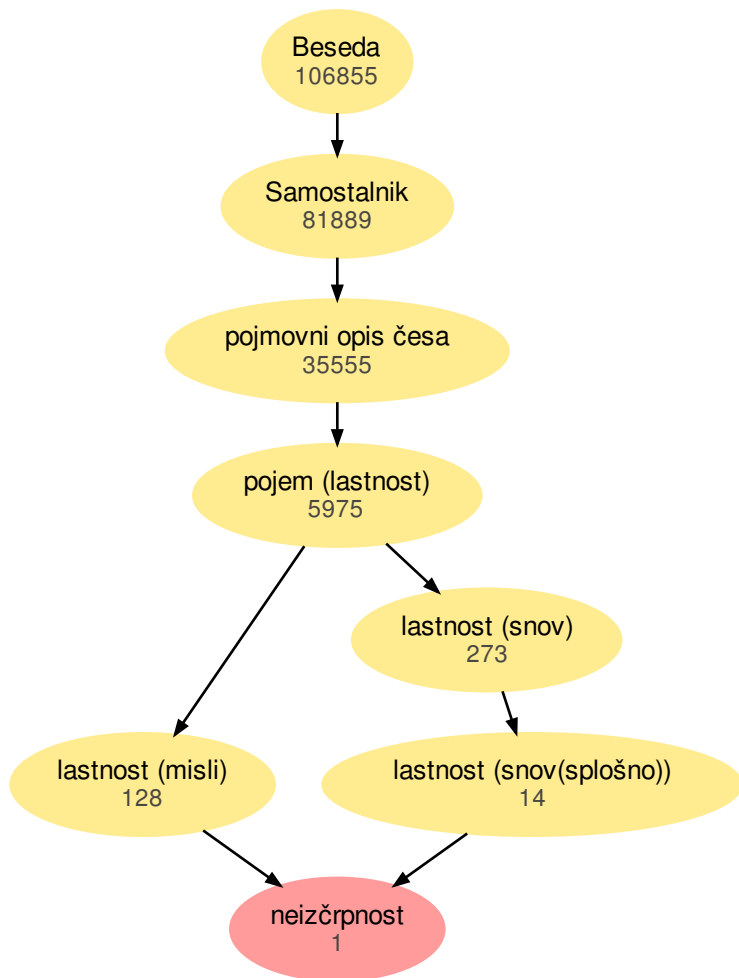 Beseda
106855
Samostalnik
81889
pojmovni opis česa
35555
pojem (lastnost)
5975
lastnost (snov)
273
lastnost (misli)
128
lastnost (snov(splošno))
14
neizčrpnost
1